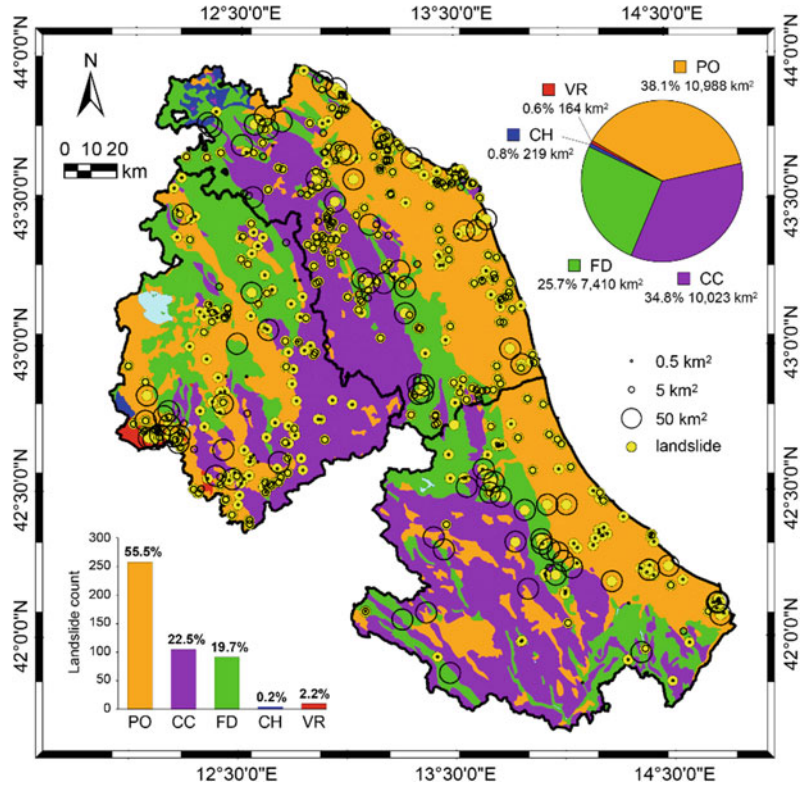 12°30'0"E 13°30'0"E 14°30'0"E
44°0'0"N
43°30'0"N
43°0'0"N
42°30'0"N
42°0'0"N
44°0'0"N
43°30'0"N
43°0'0"N
42°30'0"N
42°0'0"N
N
0 10 20
km
PO
38.1% 10,988 km²
VR
0.6% 164 km²
CH
0.8% 219 km²
FD
25.7% 7,410 km²
CC
34.8% 10,023 km²
0.5 km²
5 km²
50 km²
landslide
Landslide count
300
250
200
150
100
50
0
55.5%
22.5%
19.7%
0.2%
2.2%
PO CC FD CH VR
12°30'0"E 13°30'0"E 14°30'0"E